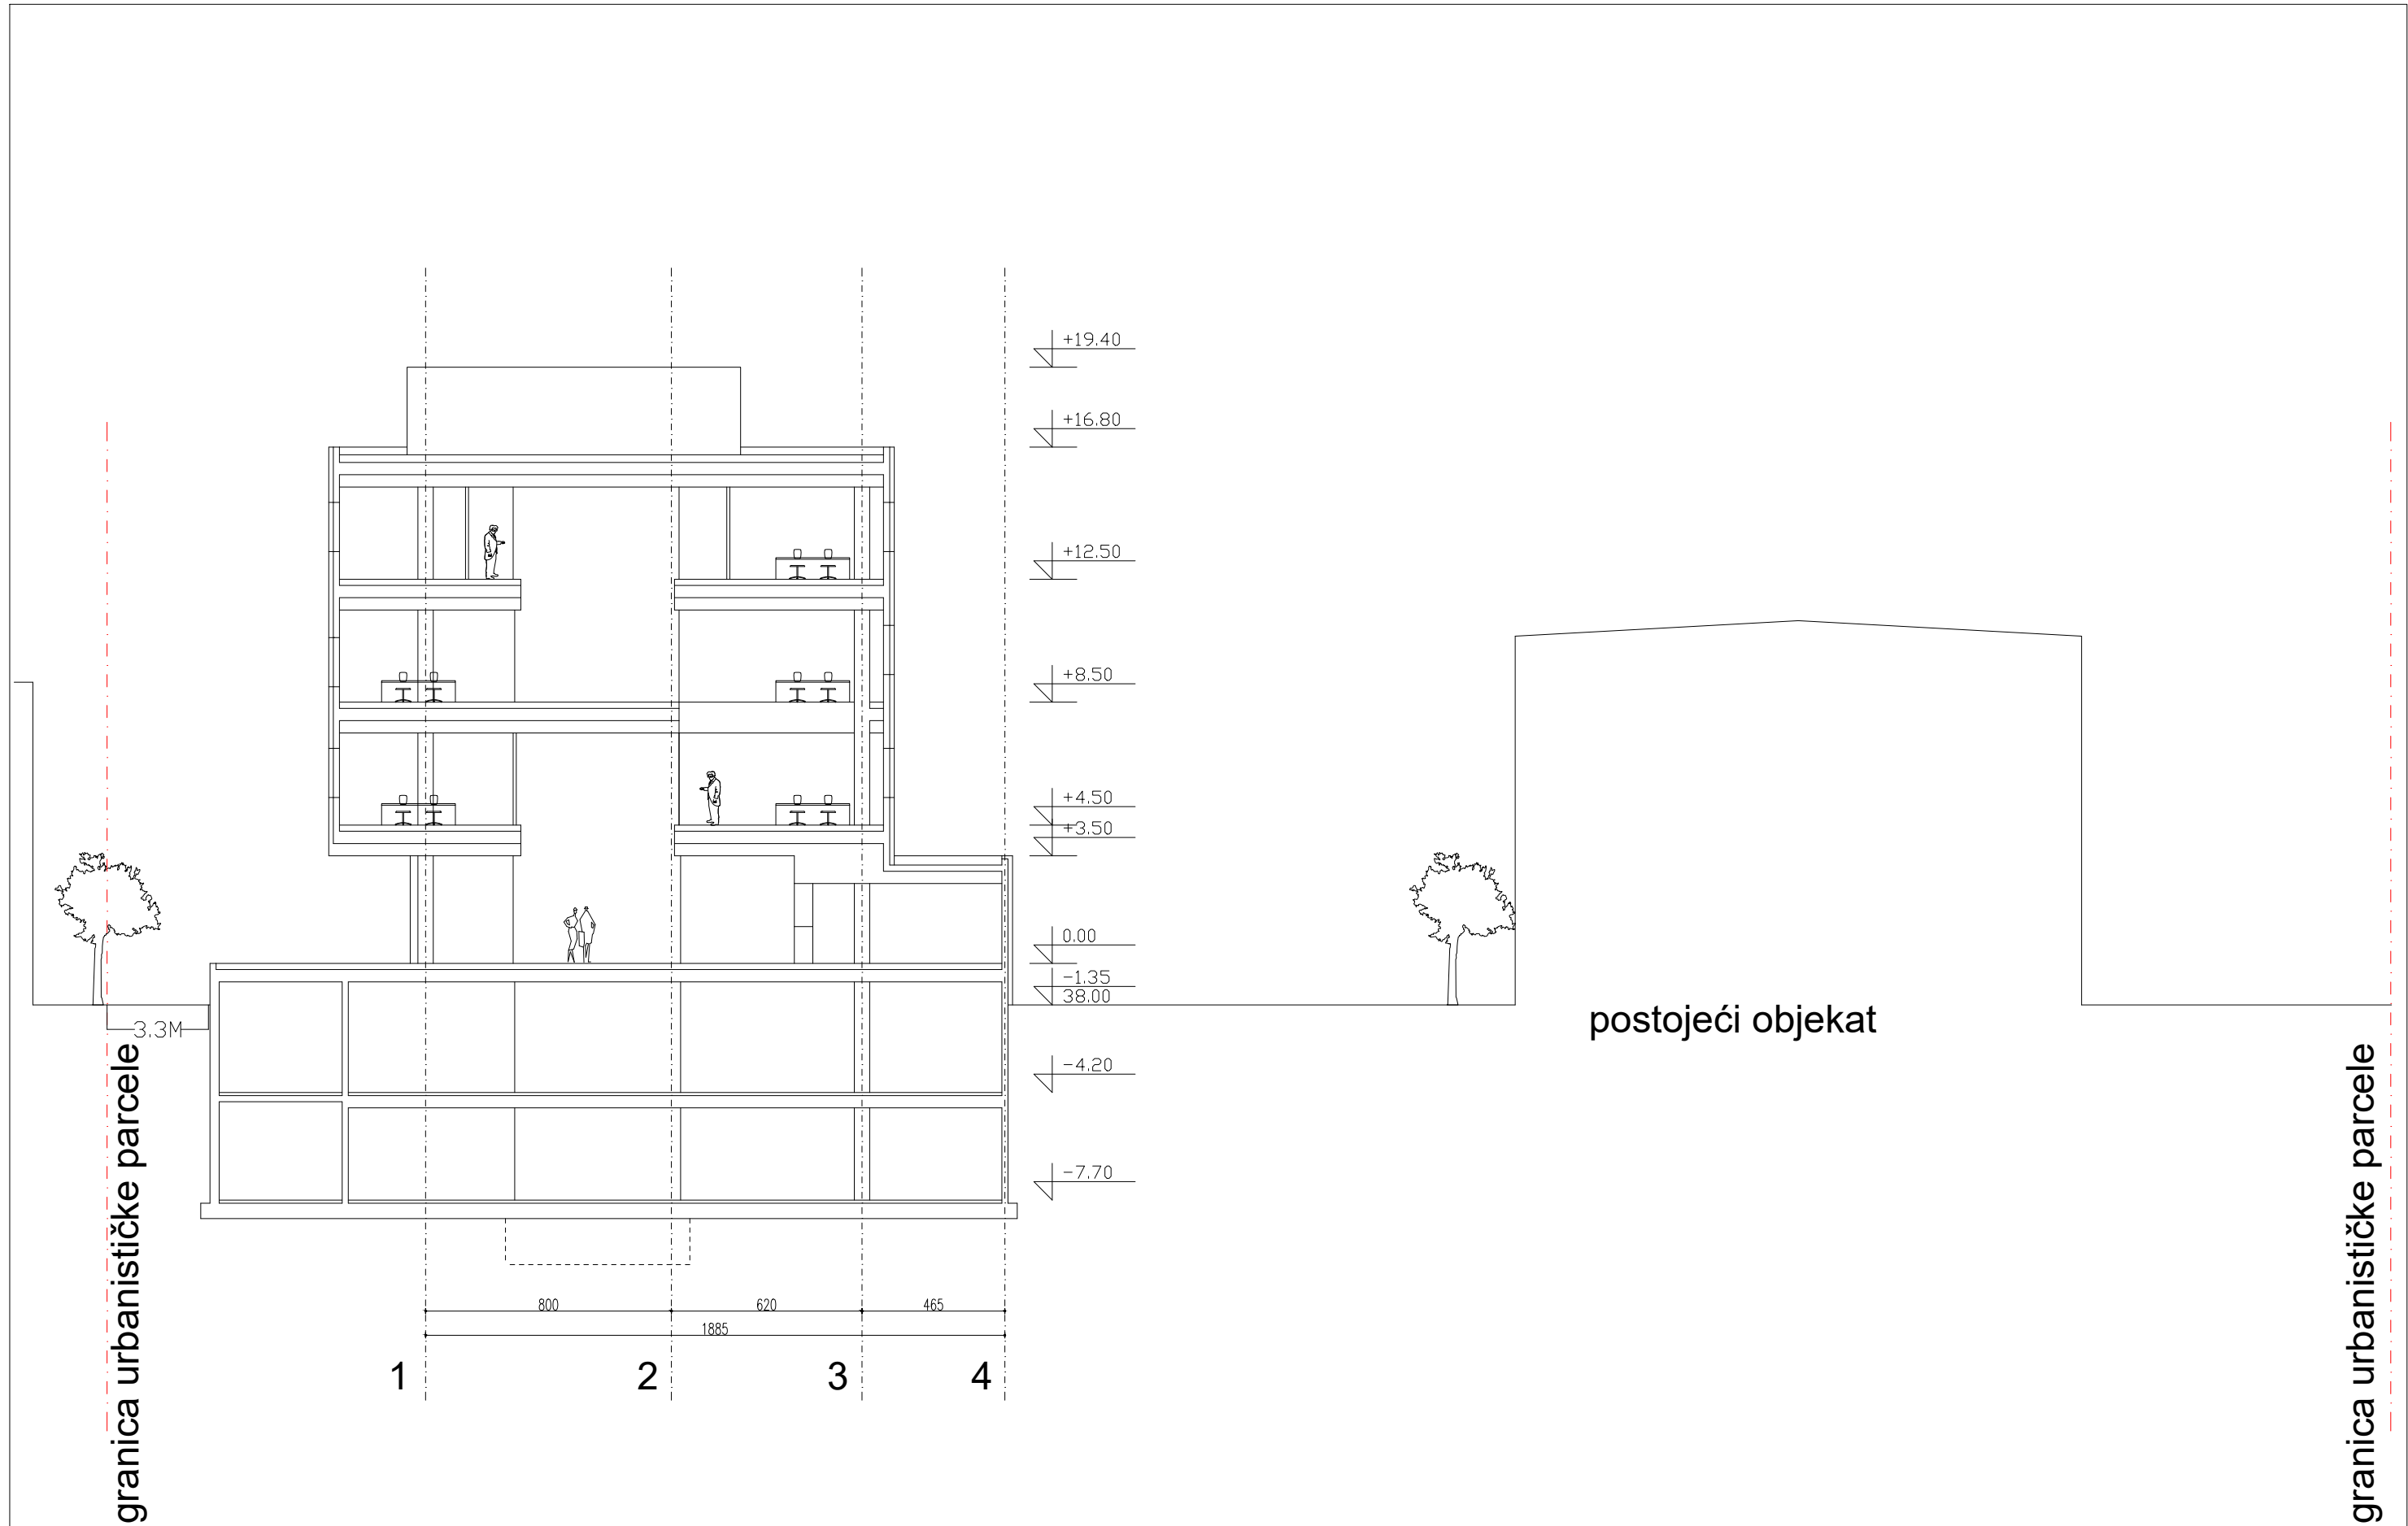 +19.40
+16.80
+12.50
+8.50
+4.50
+3.50
0.00
-1.35
38.00
postojeći objekat
3.3M
-4.20
-7.70
granica urbanističke parcele
granica urbanističke parcele
800 620 465
1885
1 2 3 4